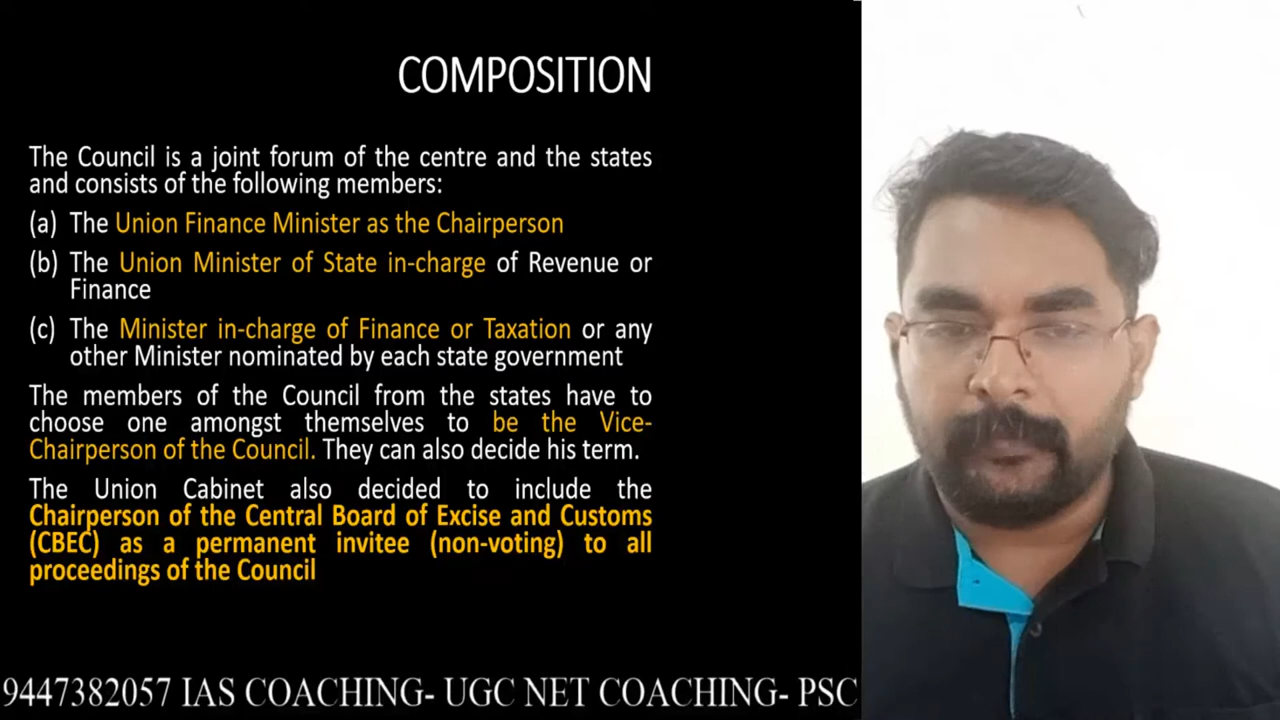 COMPOSITION
The Council is a joint forum of the centre and the states
and consists of the following members:
(a) The Union Finance Minister as the Chairperson
(b) The Union Minister of State in-charge of Revenue or
Finance
(c) The Minister in-charge of Finance or Taxation or any
other Minister nominated by each state government
The members of the Council from the states have to
choose one amongst themselves to be the Vice-
Chairperson of the Council. They can also decide his term.
The Union Cabinet also decided to include the
Chairperson of the Central Board of Excise and Customs
(CBEC) as a permanent invitee (non-voting) to all
proceedings of the Council
9447382057 IAS COACHING- UGC NET COACHING- PSC